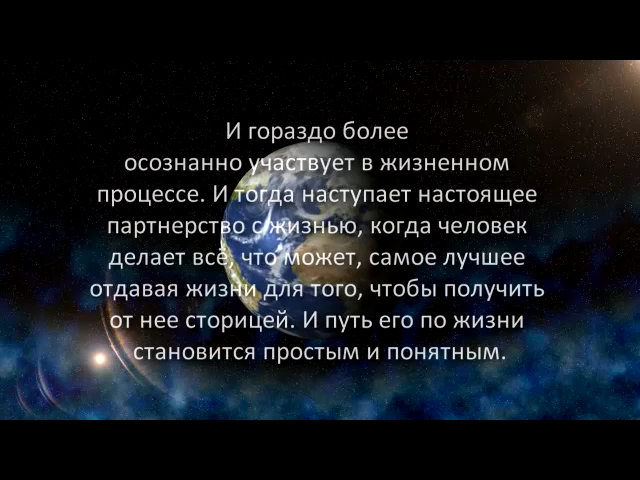 И гораздо более
осознанно участвует в жизненном
процессе. И тогда наступает настоящее
партнерство с жизнью, когда человек
делает всё, что может, самое лучшее
отдавая жизни для того, чтобы получить
от нее сторицей. И путь его по жизни
становится простым и понятным.